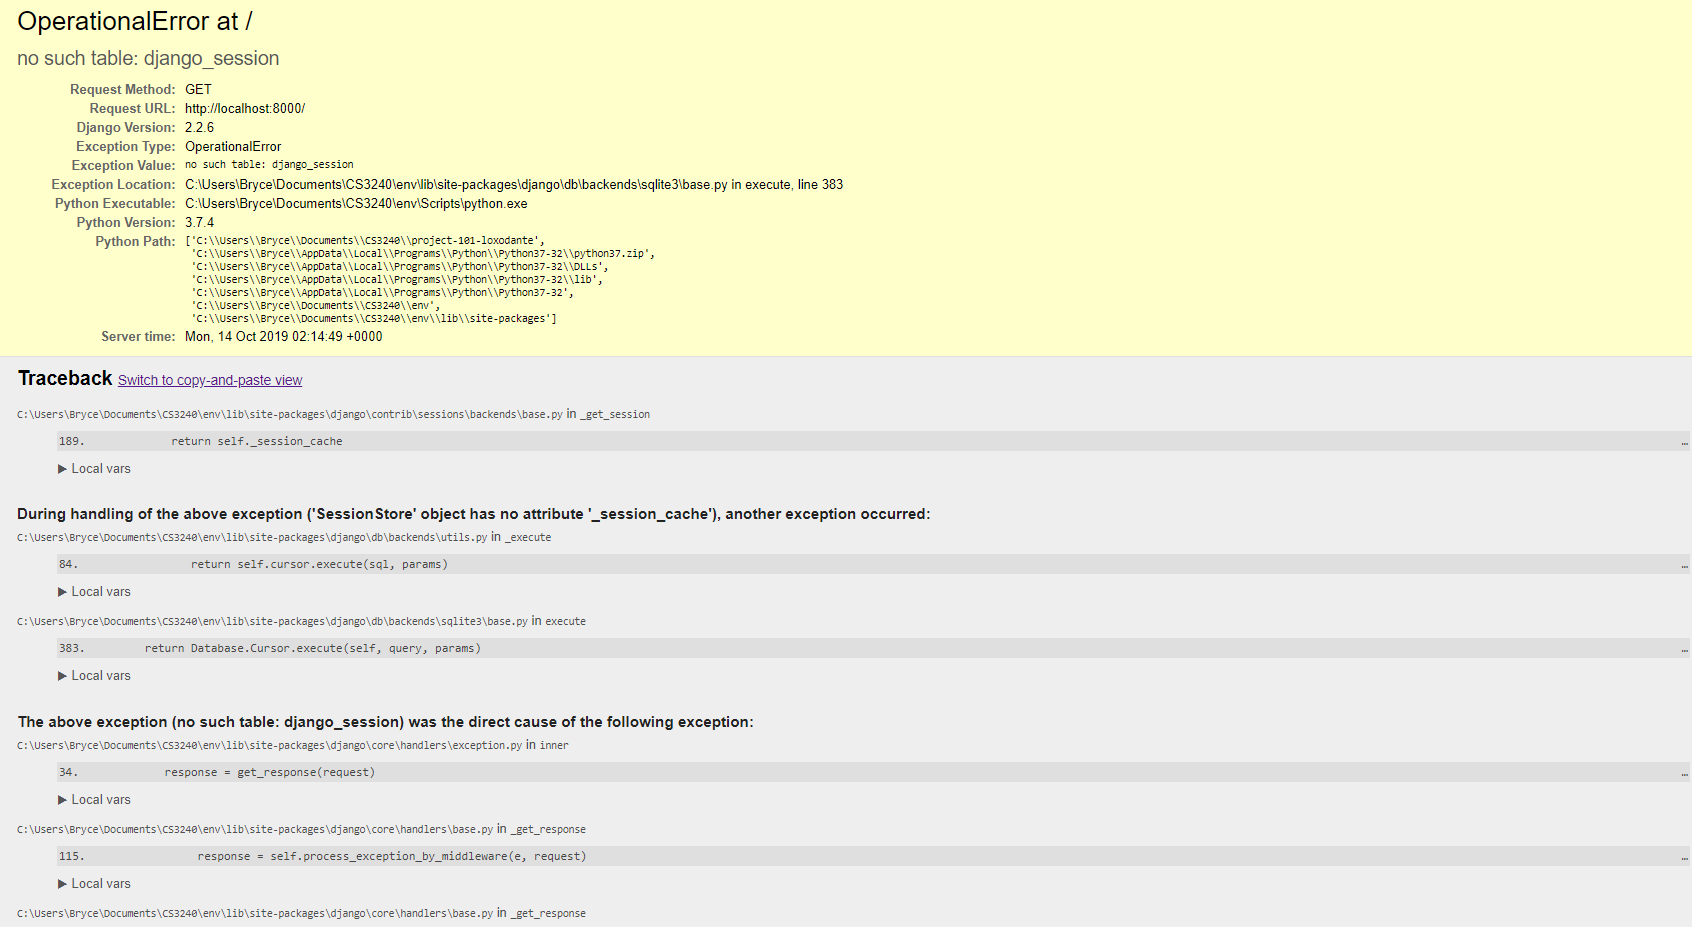 OperationalError at /
no such table: django_session
Request Method: GET
Request URL: http://localhost:8000/
Django Version: 2.2.6
Exception Type: OperationalError
Exception Value: no such table: django_session
Exception Location: C:\Users\Bryce\Documents\CS3240\env\lib\site-packages\django\db\backends\sqlite3\base.py in execute, line 383
Python Executable: C:\Users\Bryce\Documents\CS3240\env\Scripts\python.exe
Python Version: 3.7.4
Python Path: ['C:\\Users\\Bryce\\Documents\\CS3240\\project-101-loxodante',
'C:\\Users\\Bryce\\AppData\\Local\\Programs\\Python\\Python37-32\\python37.zip',
'C:\\Users\\Bryce\\AppData\\Local\\Programs\\Python\\Python37-32\\DLLs',
'C:\\Users\\Bryce\\AppData\\Local\\Programs\\Python\\Python37-32\\lib',
'C:\\Users\\Bryce\\AppData\\Local\\Programs\\Python\\Python37-32',
'C:\\Users\\Bryce\\Documents\\CS3240\\env',
'C:\\Users\\Bryce\\Documents\\CS3240\\env\\lib\\site-packages']
Server time: Mon, 14 Oct 2019 02:14:49 +0000
Traceback Switch to copy-and-paste view
C:\Users\Bryce\Documents\CS3240\env\lib\site-packages\django\contrib\sessions\backends\base.py in _get_session
189. return self._session_cache …
▶ Local vars
During handling of the above exception ('SessionStore' object has no attribute '_session_cache'), another exception occurred:
C:\Users\Bryce\Documents\CS3240\env\lib\site-packages\django\db\backends\utils.py in _execute
84. return self.cursor.execute(sql, params) …
▶ Local vars
C:\Users\Bryce\Documents\CS3240\env\lib\site-packages\django\db\backends\sqlite3\base.py in execute
383. return Database.Cursor.execute(self, query, params) …
▶ Local vars
The above exception (no such table: django_session) was the direct cause of the following exception:
C:\Users\Bryce\Documents\CS3240\env\lib\site-packages\django\core\handlers\exception.py in inner
34. response = get_response(request) …
▶ Local vars
C:\Users\Bryce\Documents\CS3240\env\lib\site-packages\django\core\handlers\base.py in _get_response
115. response = self.process_exception_by_middleware(e, request) …
▶ Local vars
C:\Users\Bryce\Documents\CS3240\env\lib\site-packages\django\core\handlers\base.py in _get_response